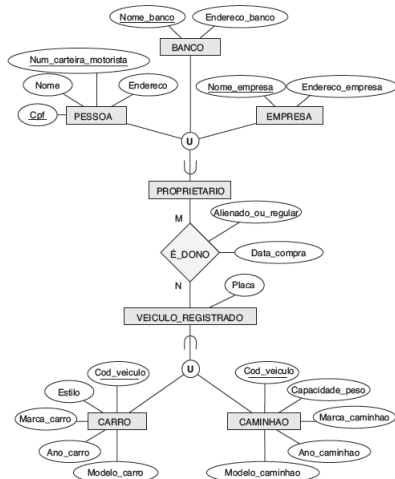 Nome_banco
Endereco_banco
BANCO
Num_carteira_motorista
Nome
Endereco
Nome_empresa
Endereco_empresa
Cpf
PESSOA
EMPRESA
U
PROPRIETARIO
M
Alienado_ou_regular
É_DONO
Data_compra
N
Placa
VEICULO_REGISTRADO
U
Cod_veiculo
Cod_veiculo
Estilo
Capacidade_peso
Marca_carro
CARRO
CAMINHAO
Marca_caminhao
Ano_carro
Ano_caminhao
Modelo_carro
Modelo_caminhao